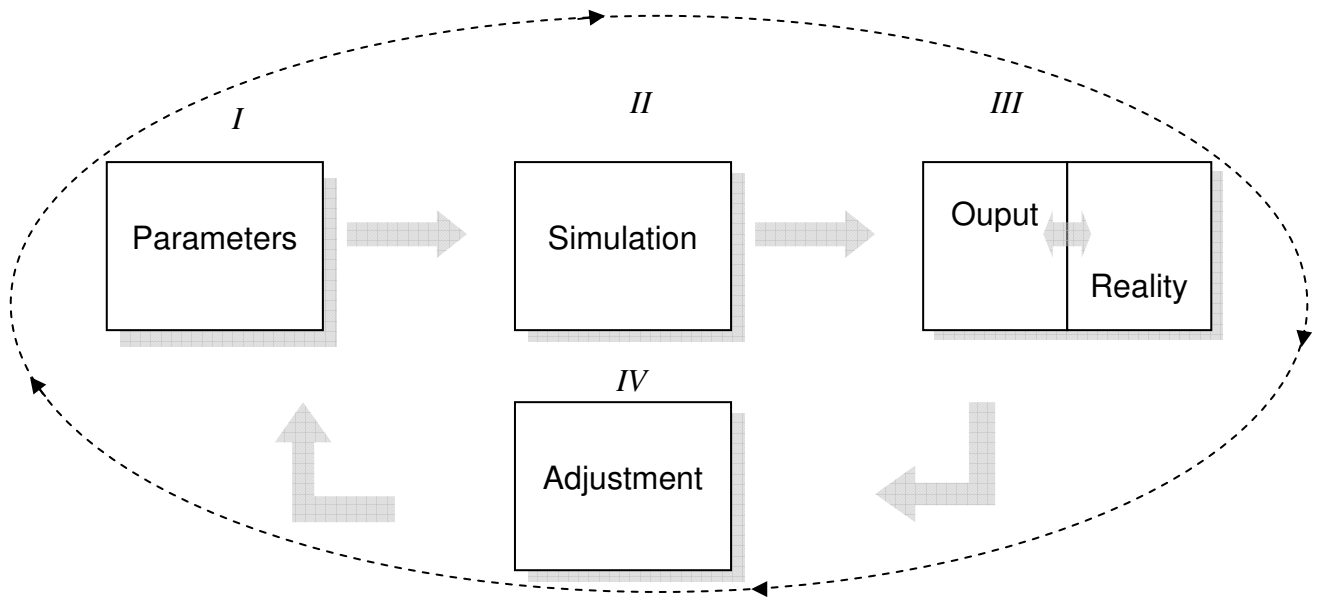 I
II
III
Parameters
Simulation
Ouput
Reality
IV
Adjustment